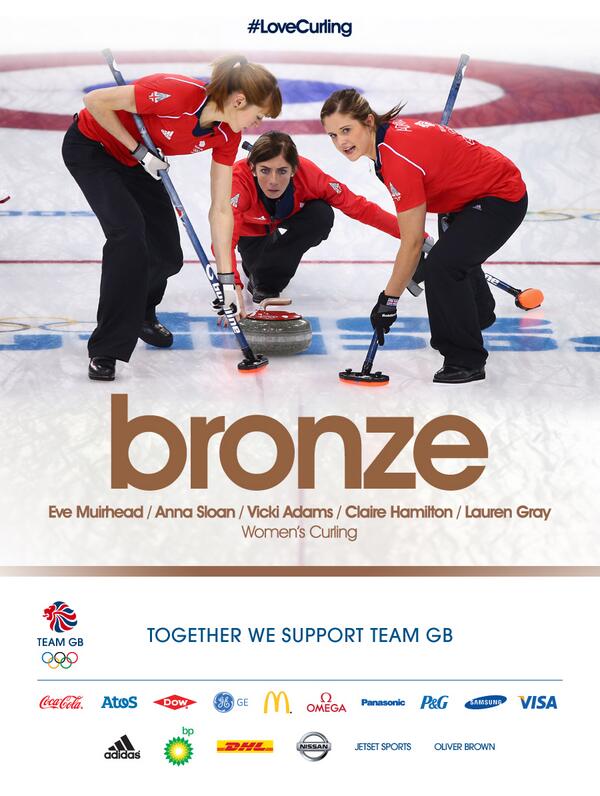 #LoveCurling
bronze
Eve Muirhead / Anna Sloan / Vicki Adams / Claire Hamilton / Lauren Gray
Women's Curling
TEAM GB
TOGETHER WE SUPPORT TEAM GB
Coca-Cola. Atos DOW GE GE M. OMEGA Panasonic P&G SAMSUNG VISA
adidas bp DHL NISSAN JETSET SPORTS OLIVER BROWN